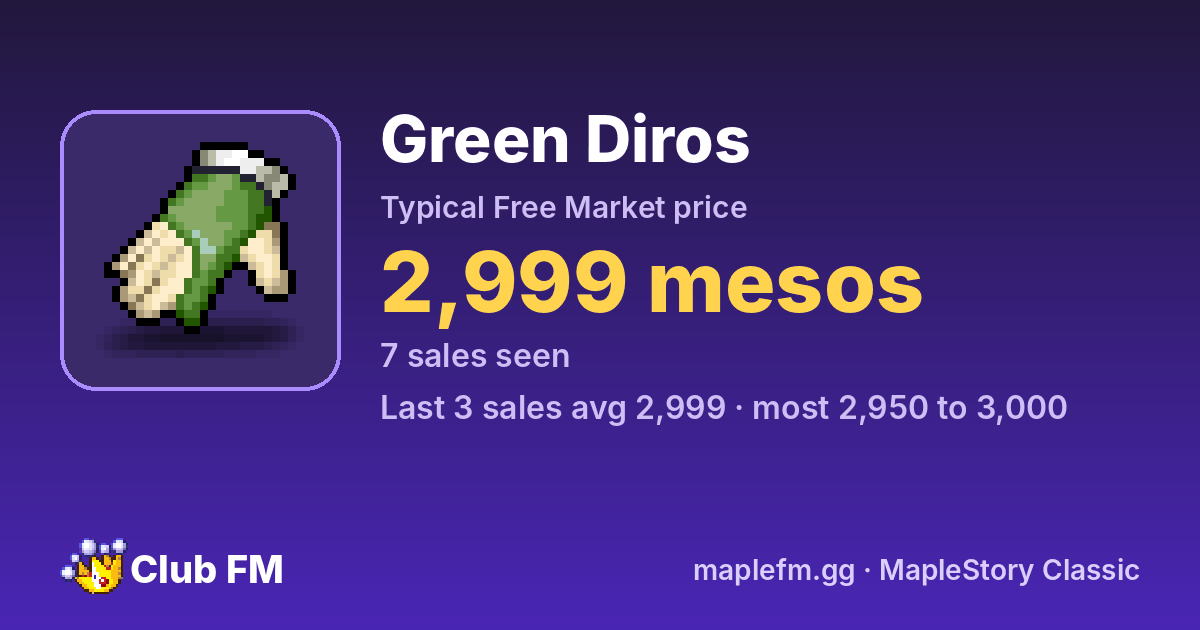 Green Diros
Typical Free Market price
2,999 mesos
7 sales seen
Last 3 sales avg 2,999 · most 2,950 to 3,000
Club FM
maplefm.gg · MapleStory Classic